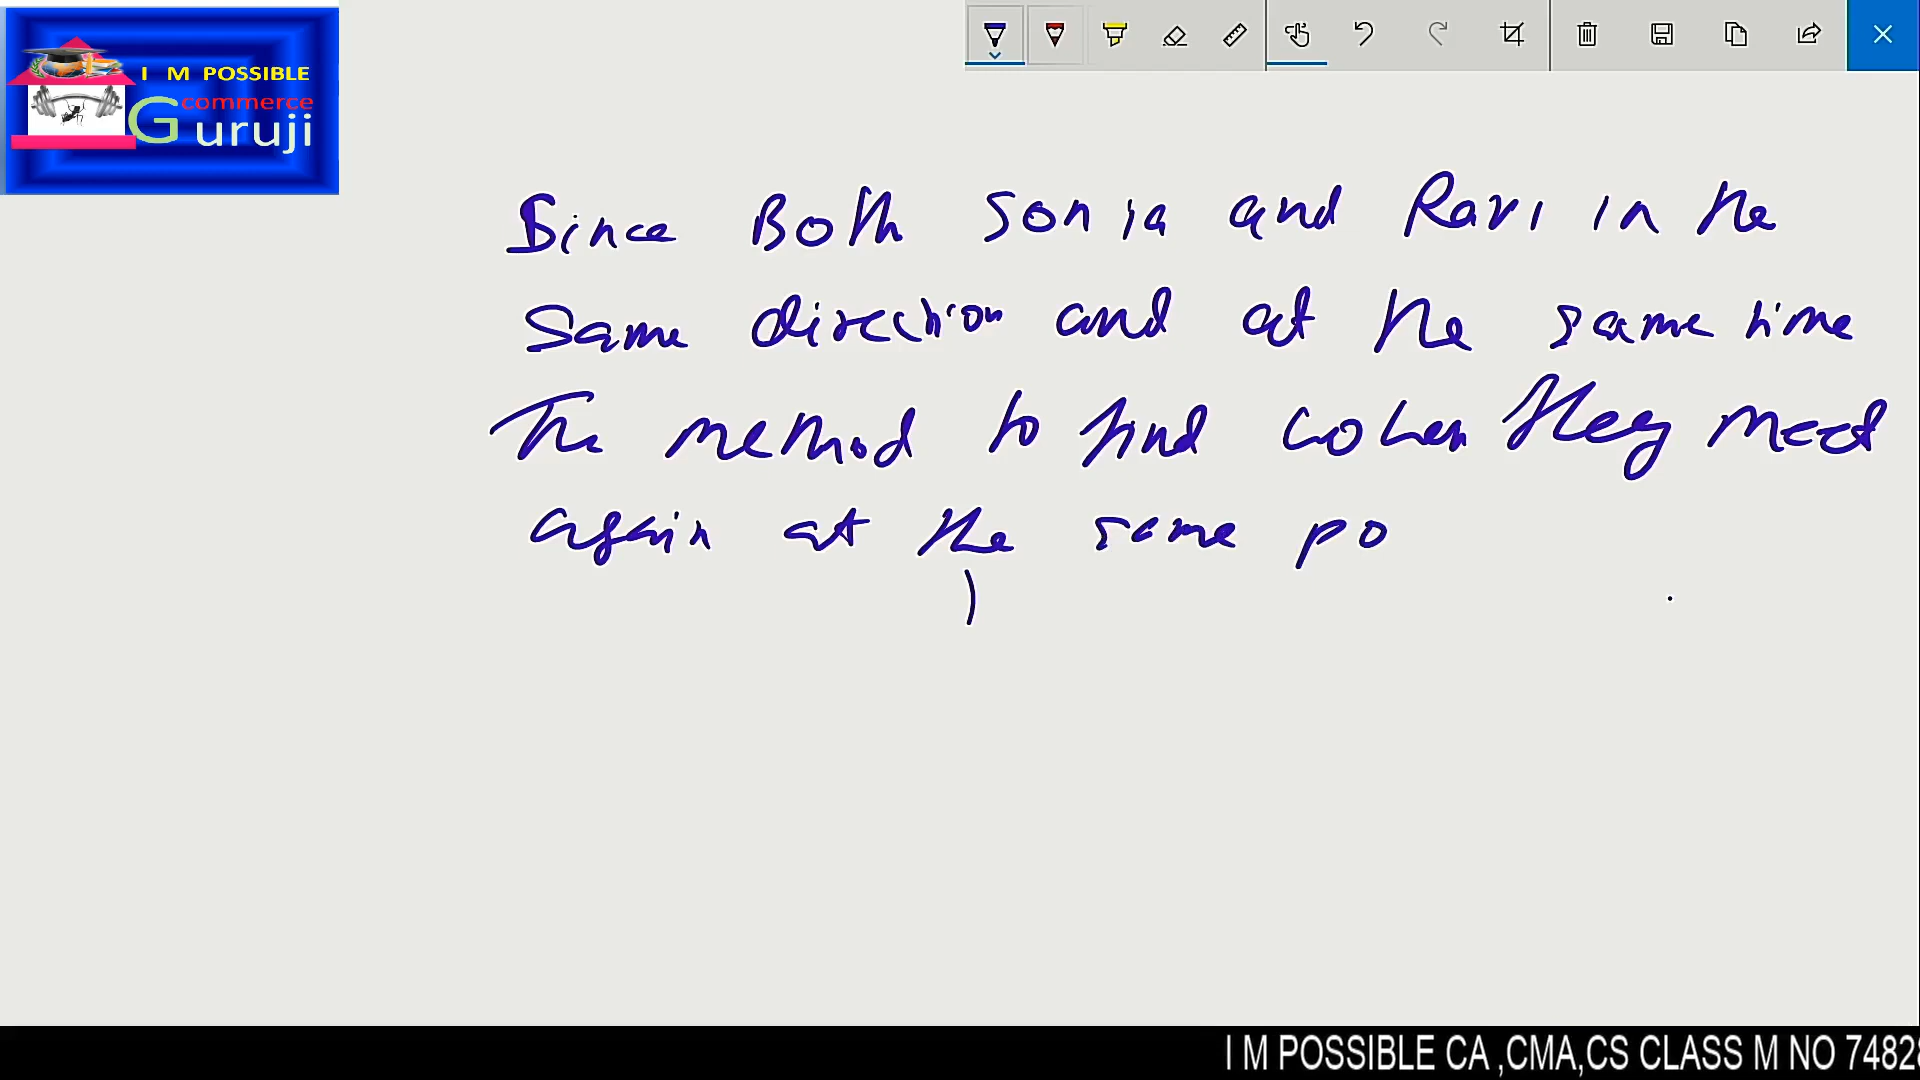 I M POSSIBLE
commerce
Guruji
Since Both Sonia and Ravi in the
Same direction and at the same time
The method to find when they meet
again at the same po
I M POSSIBLE CA ,CMA,CS CLASS M NO 7482